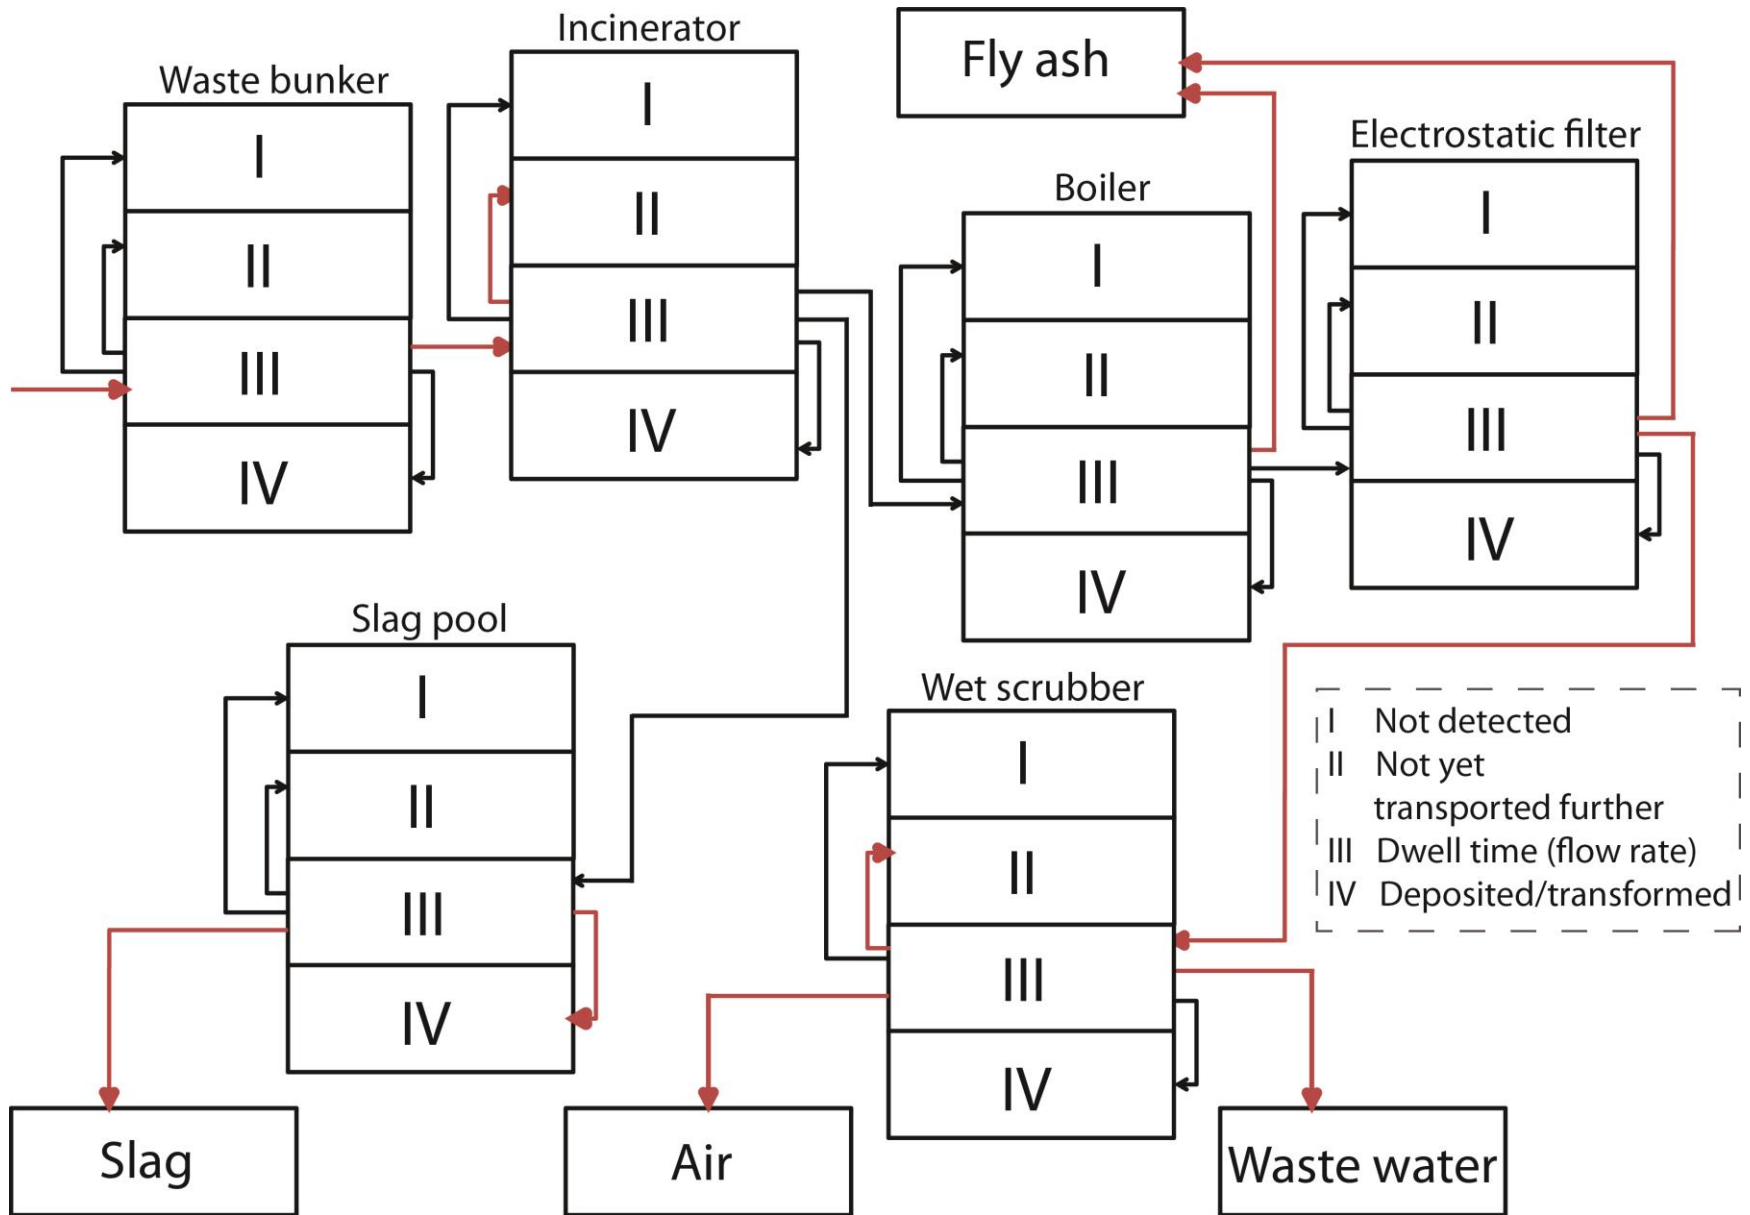 Waste bunker
I
II
III
IV
Incinerator
I
II
III
IV
Fly ash
Boiler
I
II
III
IV
Electrostatic filter
I
II
III
IV
Slag pool
I
II
III
IV
Wet scrubber
I
II
III
IV
I Not detected
II Not yet
transported further
III Dwell time (flow rate)
IV Deposited/transformed
Slag
Air
Waste water